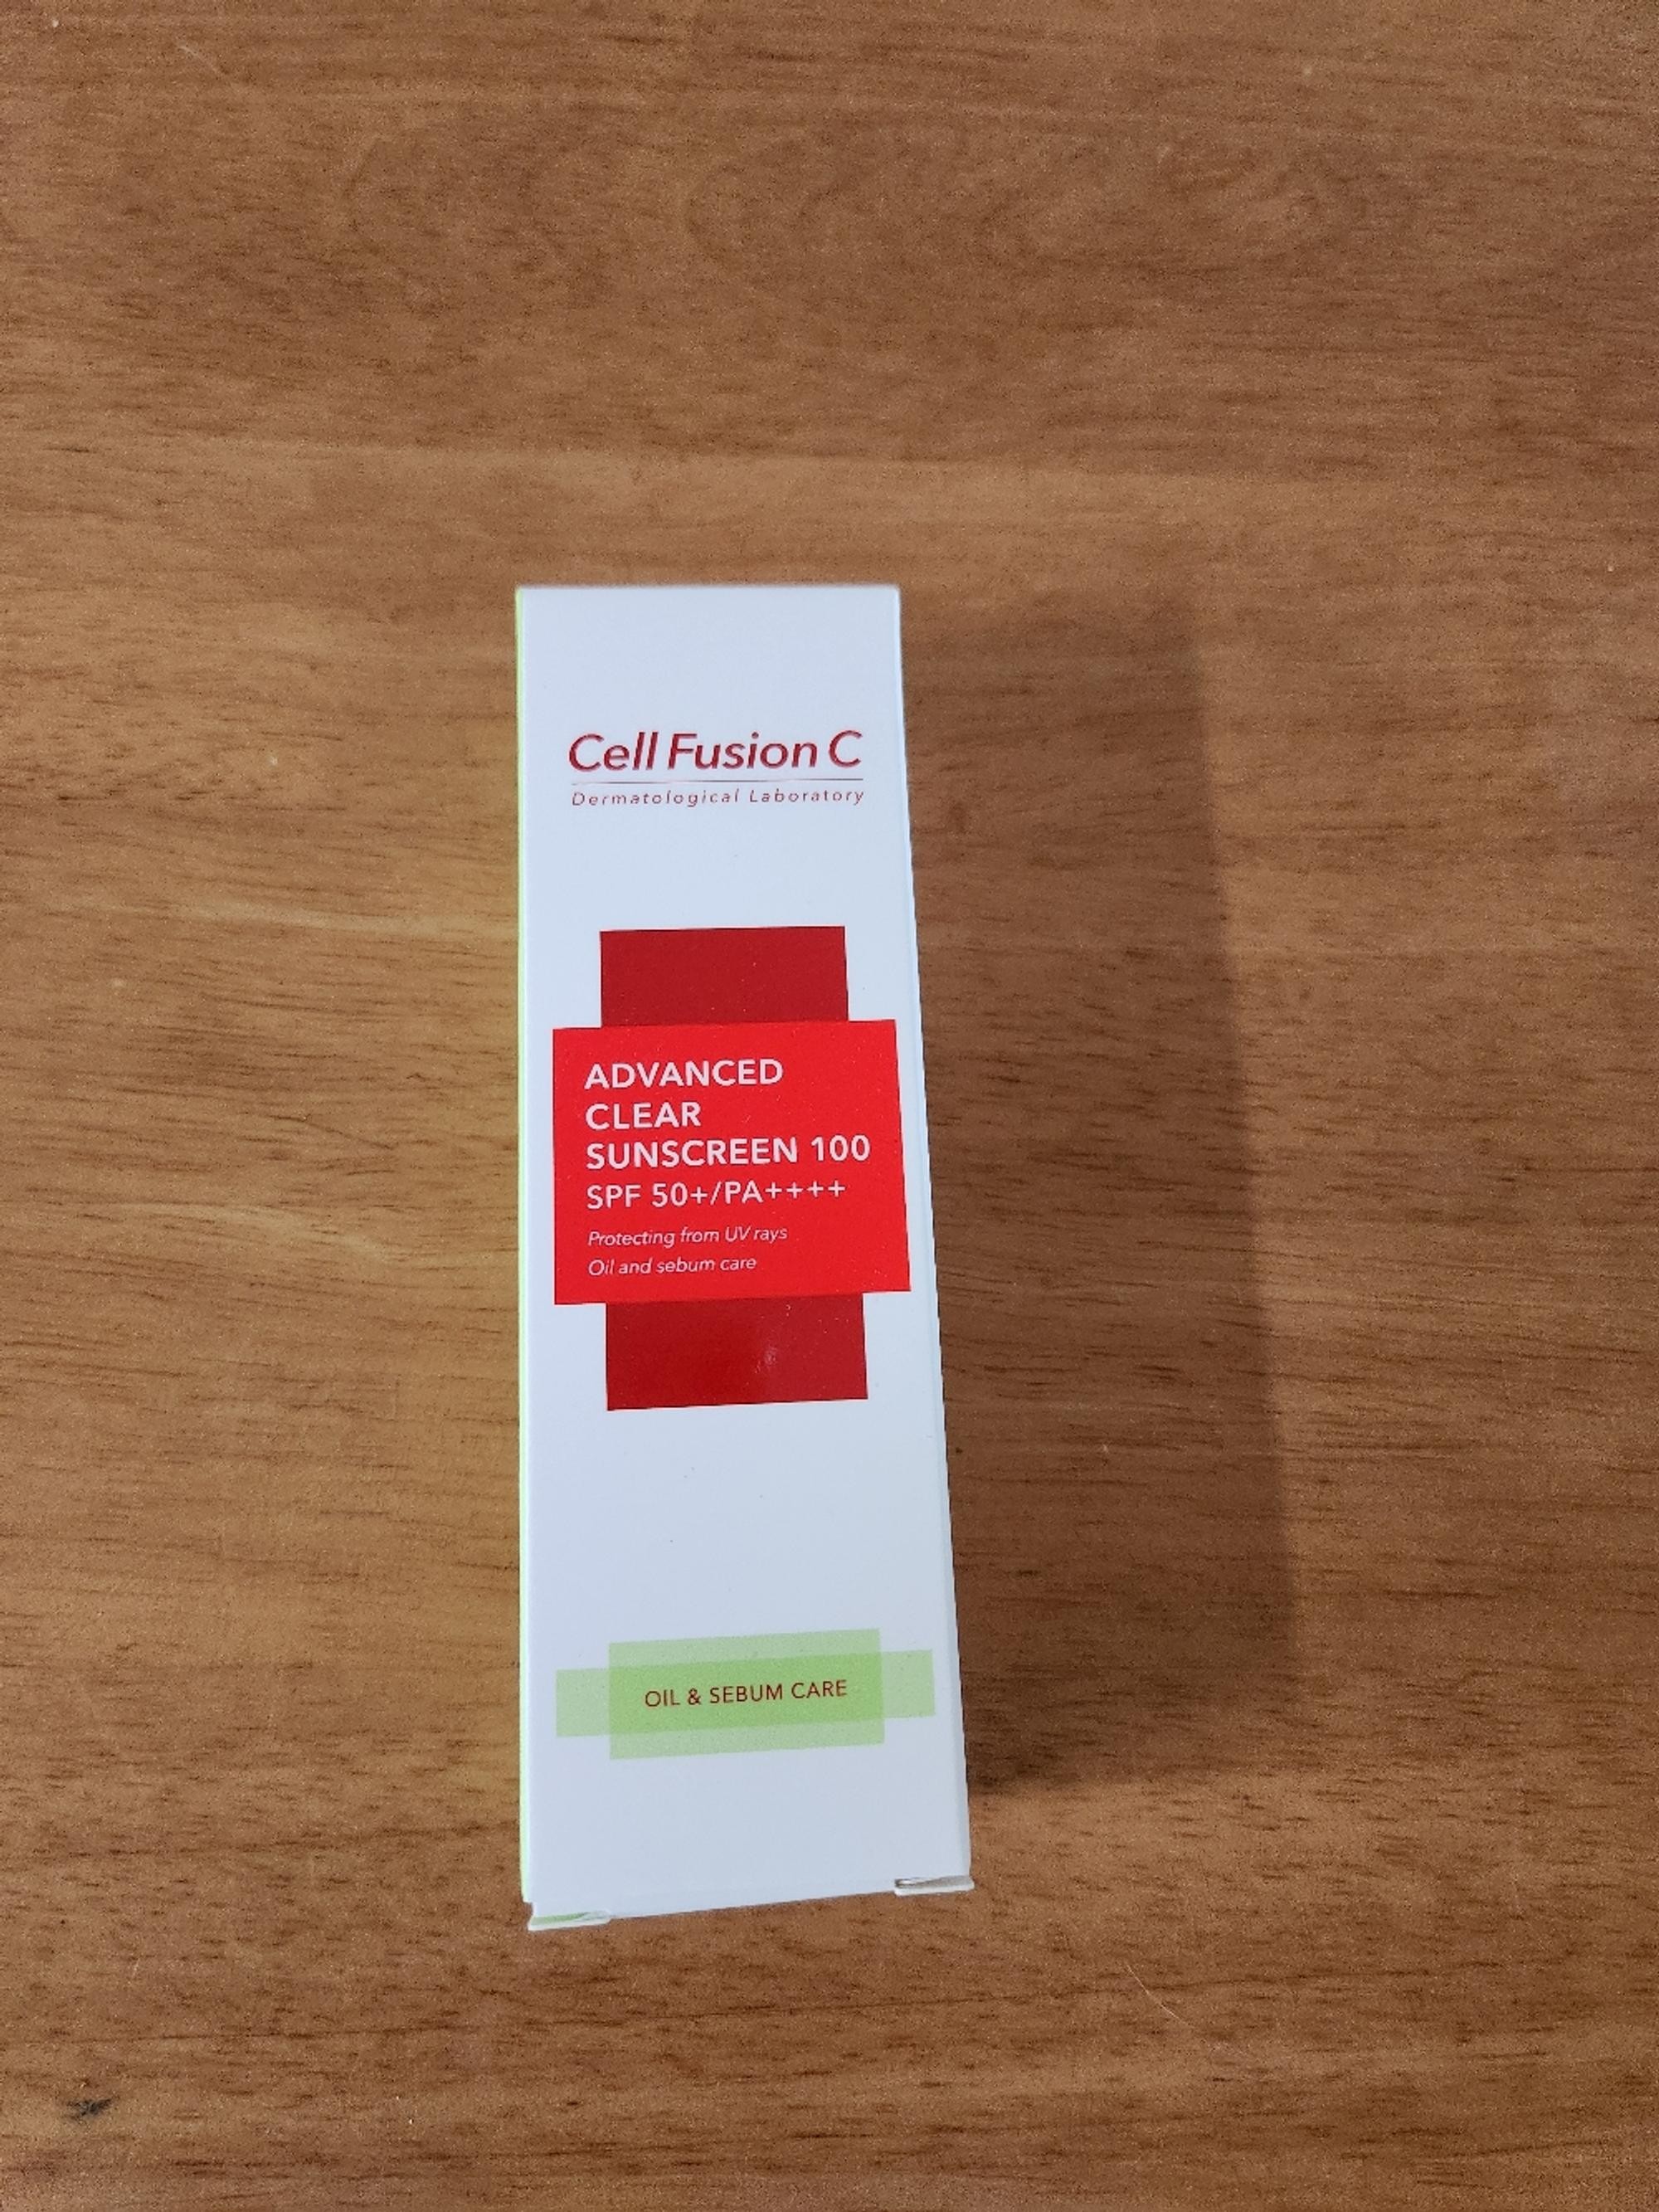 Cell Fusion C
Dermatological Laboratory
ADVANCED
CLEAR
SUNSCREEN 100
SPF 50+/PA++++
Protecting from UV rays
Oil and sebum care
OIL & SEBUM CARE